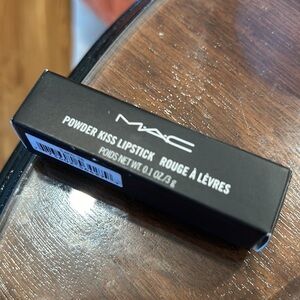 MAC
POWDER KISS LIPSTICK ROUGE À LÈVRES
POIDS NET WT. 0.1 OZ/3 g